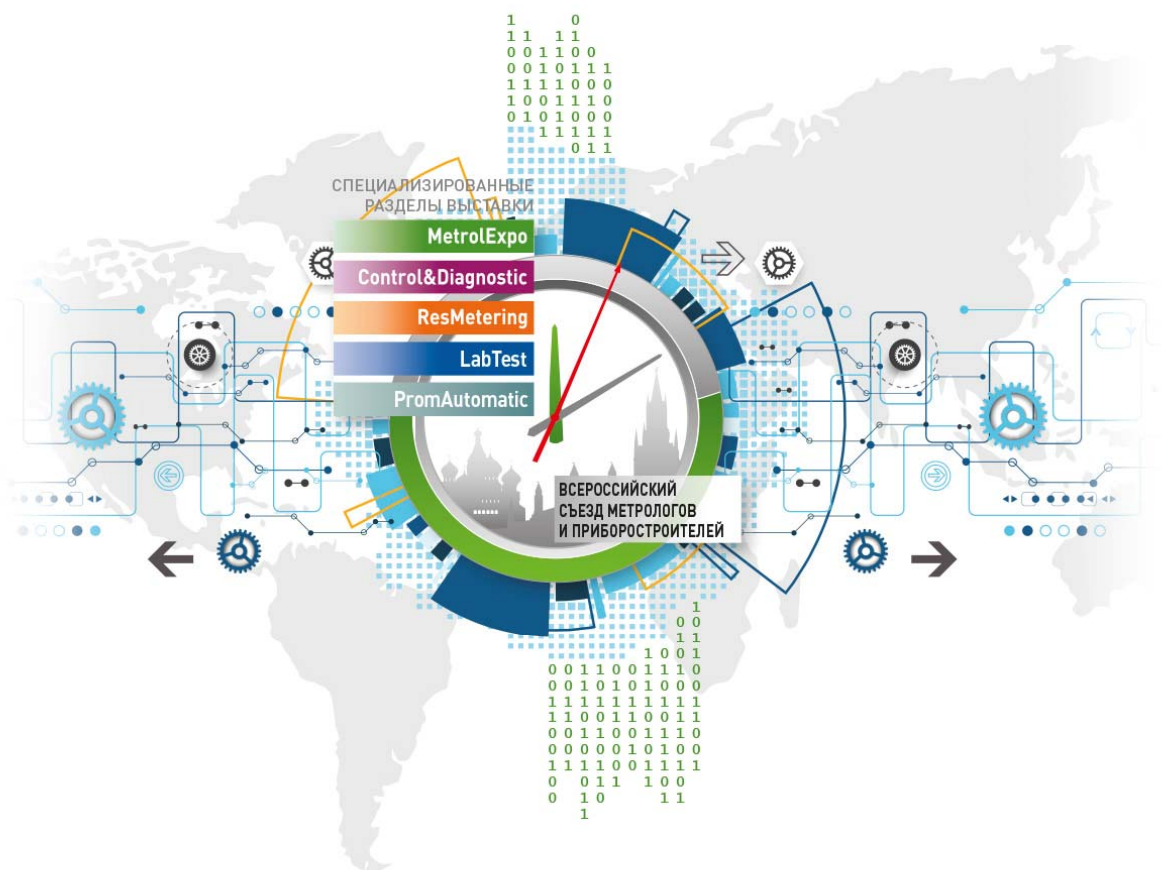 СПЕЦИАЛИЗИРОВАННЫЕ
РАЗДЕЛЫ ВЫСТАВКИ
MetrolExpo
Control&Diagnostic
ResMetering
LabTest
PromAutomatic
ВСЕРОССИЙСКИЙ
СЪЕЗД МЕТРОЛОГОВ
И ПРИБОРОСТРОИТЕЛЕЙ